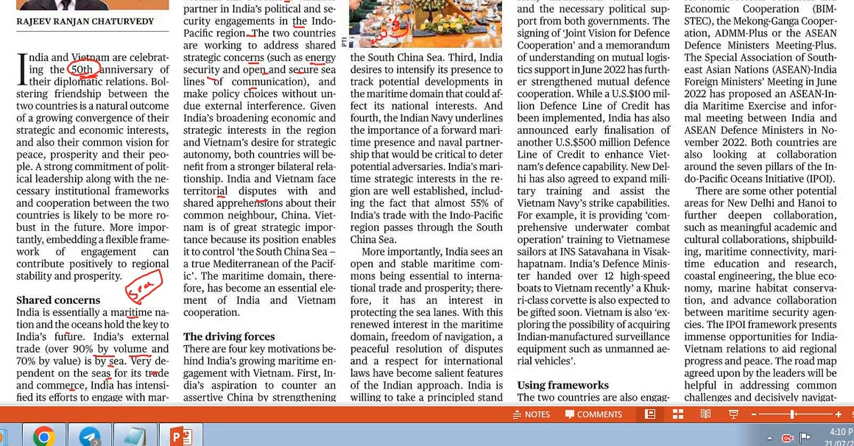 RAJEEV RANJAN CHATURVEDY
India and Vietnam are celebrat-
ing the 50th anniversary of
their diplomatic relations. Bol-
stering friendship between the
two countries is a natural outcome
of a growing convergence of their
strategic and economic interests,
and also their common vision for
peace, prosperity and their peo-
ple. A strong commitment of polit-
ical leadership along with the ne-
cessary institutional frameworks
and cooperation between the two
countries is likely to be more ro-
bust in the future. More impor-
tantly, embedding a flexible frame-
work of engagement can
contribute positively to regional
stability and prosperity.
Sea
Shared concerns
India is essentially a maritime na-
tion and the oceans hold the key to
India's future. India's external
trade (over 90% by volume and
70% by value) is by sea. Very de-
pendent on the seas for its trade
and commerce, India has intensi-
fied its efforts to engage with mar-
partner in India's political and se-
curity engagements in the Indo-
Pacific region. The two countries
are working to address shared
strategic concerns (such as energy
security and open and secure sea
lines of communication), and
make policy choices without un-
due external interference. Given
India's broadening economic and
strategic interests in the region
and Vietnam's desire for strategic
autonomy, both countries will be-
nefit from a stronger bilateral rela-
tionship. India and Vietnam face
territorial disputes with and
shared apprehensions about their
common neighbour, China. Viet-
nam is of great strategic impor-
tance because its position enables
it to control 'the South China Sea –
a true Mediterranean of the Pacif-
ic'. The maritime domain, there-
fore, has become an essential ele-
ment of India and Vietnam
cooperation.
The driving forces
There are four key motivations be-
hind India's growing maritime en-
gagement with Vietnam. First, In-
dia's aspiration to counter an
assertive China by strengthening
PTI
the South China Sea. Third, India
desires to intensify its presence to
track potential developments in
the maritime domain that could af-
fect its national interests. And
fourth, the Indian Navy underlines
the importance of a forward mari-
time presence and naval partner-
ship that would be critical to deter
potential adversaries. India's mari-
time strategic interests in the re-
gion are well established, includ-
ing the fact that almost 55% of
India's trade with the Indo-Pacific
region passes through the South
China Sea.
More importantly, India sees an
open and stable maritime com-
mons being essential to interna-
tional trade and prosperity; there-
fore, it has an interest in
protecting the sea lanes. With this
renewed interest in the maritime
domain, freedom of navigation, a
peaceful resolution of disputes
and a respect for international
laws have become salient features
of the Indian approach. India is
willing to take a principled stand
and the necessary political sup-
port from both governments. The
signing of 'Joint Vision for Defence
Cooperation' and a memorandum
of understanding on mutual logis-
tics support in June 2022 has furth-
er strengthened mutual defence
cooperation. While a U.S.$100 mil-
lion Defence Line of Credit has
been implemented, India has also
announced early finalisation of
another U.S.$500 million Defence
Line of Credit to enhance Viet-
nam's defence capability. New Del-
hi has also agreed to expand mili-
tary training and assist the
Vietnam Navy's strike capabilities.
For example, it is providing 'com-
prehensive underwater combat
operation' training to Vietnamese
sailors at INS Satavahana in Visak-
hapatnam. India's Defence Minis-
ter handed over 12 high-speed
boats to Vietnam recently' a Khuk-
ri-class corvette is also expected to
be gifted soon. Vietnam is also 'ex-
ploring the possibility of acquiring
Indian-manufactured surveillance
equipment such as unmanned ae-
rial vehicles'.
Using frameworks
The two countries are also engag-
Economic Cooperation (BIM-
STEC), the Mekong-Ganga Cooper-
ation, ADMM-Plus or the ASEAN
Defence Ministers Meeting-Plus.
The Special Association of South-
east Asian Nations (ASEAN)-India
Foreign Ministers' Meeting in June
2022 has proposed an ASEAN-In-
dia Maritime Exercise and infor-
mal meeting between India and
ASEAN Defence Ministers in No-
vember 2022. Both countries are
also looking at collaboration
around the seven pillars of the In-
do-Pacific Oceans Initiative (IPOI).
There are some other potential
areas for New Delhi and Hanoi to
further deepen collaboration,
such as meaningful academic and
cultural collaborations, shipbuild-
ing, maritime connectivity, mari-
time education and research,
coastal engineering, the blue eco-
nomy, marine habitat conserva-
tion, and advance collaboration
between maritime security agen-
cies. The IPOI framework presents
immense opportunities for India-
Vietnam relations to aid regional
progress and peace. The road map
agreed upon by the leaders will be
helpful in addressing common
challenges and decisively navigat-
NOTES
COMMENTS
4:10 P